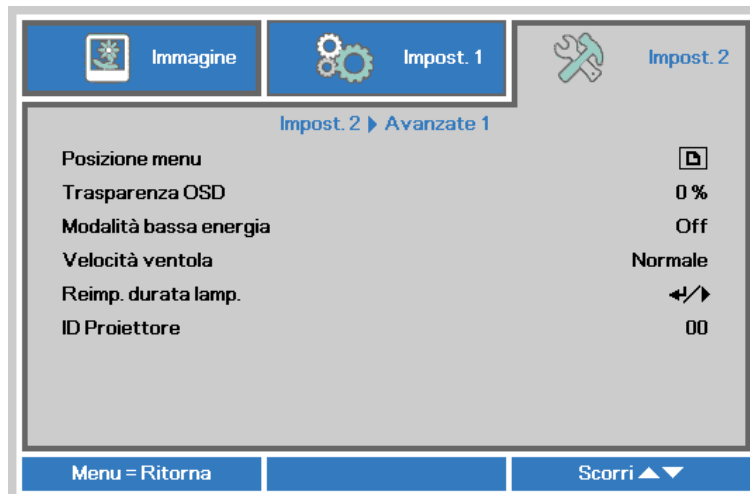 Immagine
Impost. 1
Impost. 2
Impost. 2 ▶ Avanzate 1
Posizione menu
Trasparenza OSD 0 %
Modalità bassa energia Off
Velocità ventola Normale
Reimp. durata lamp. ↵/▶
ID Proiettore 00
Menu = Ritorna
Scorri ▲▼